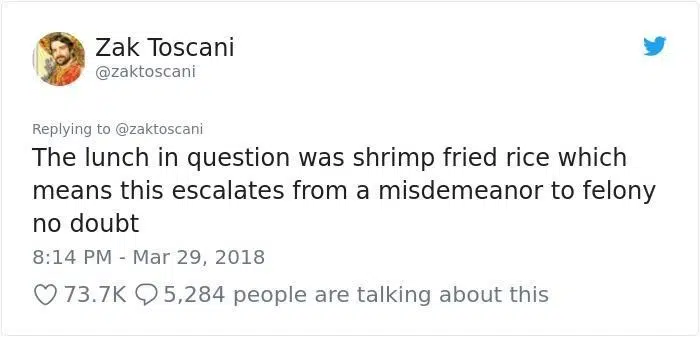 Zak Toscani
@zaktoscani
Replying to @zaktoscani
The lunch in question was shrimp fried rice which
means this escalates from a misdemeanor to felony
no doubt
8:14 PM - Mar 29, 2018
73.7K 5,284 people are talking about this